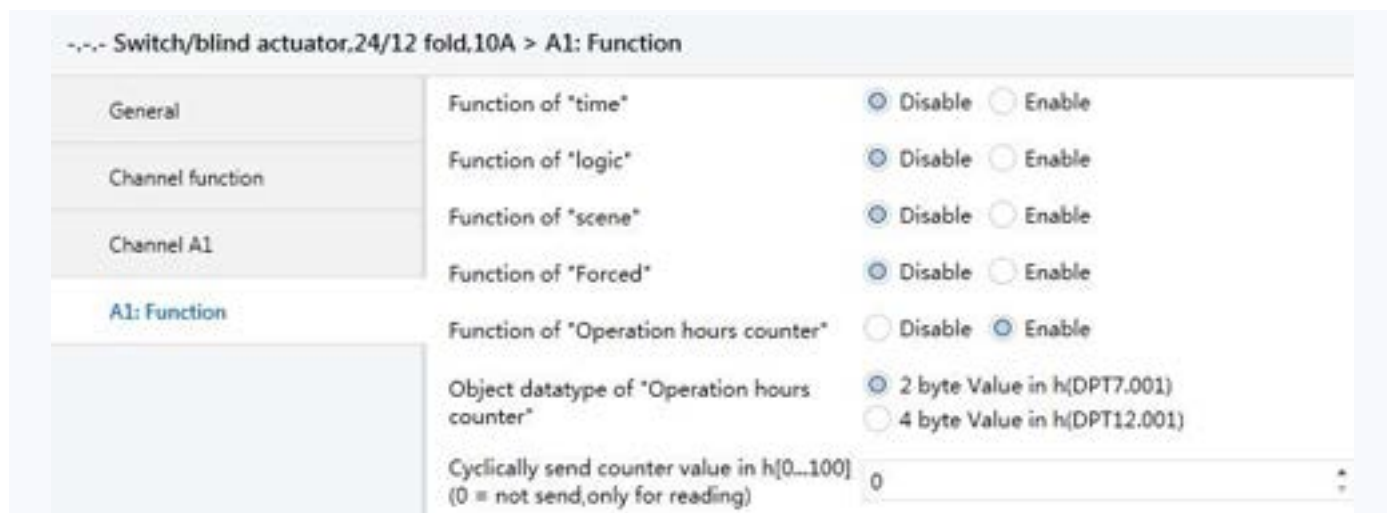 -.-.- Switch/blind actuator,24/12 fold,10A > A1: Function
General
Channel function
Channel A1
A1: Function
Function of "time" Disable Enable
Function of "logic" Disable Enable
Function of "scene" Disable Enable
Function of "Forced" Disable Enable
Function of "Operation hours counter" Disable Enable
Object datatype of "Operation hours
counter"
2 byte Value in h(DPT7.001)
4 byte Value in h(DPT12.001)
Cyclically send counter value in h[0...100]
(0 = not send,only for reading)
0